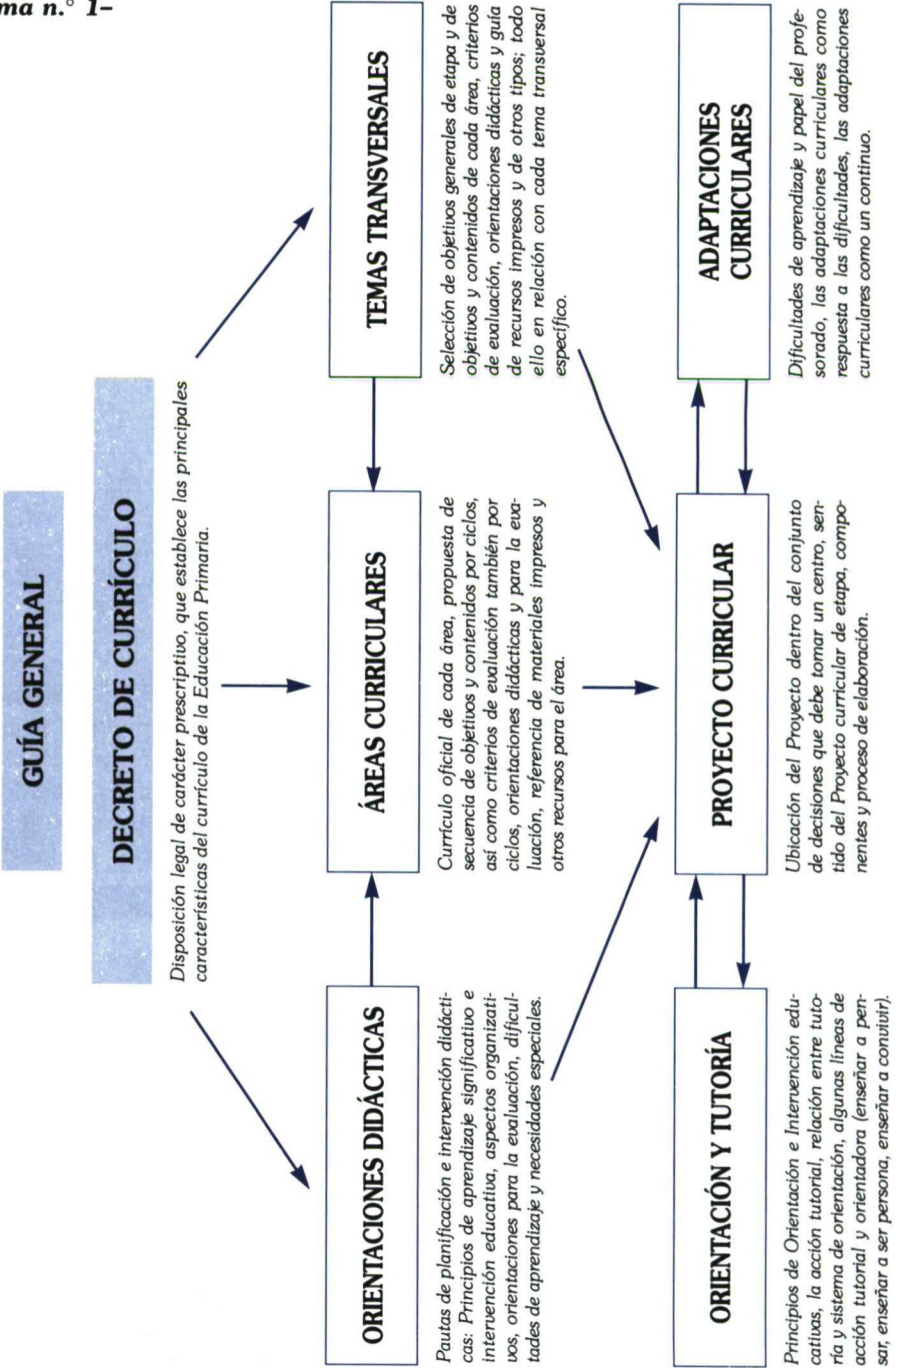 ma n.° 1–
GUÍA GENERAL
DECRETO DE CURRÍCULO
Disposición legal de carácter prescriptivo, que establece las principales
características del currículo de la Educación Primaria.
ORIENTACIONES DIDÁCTICAS
Pautas de planificación e intervención didácti-
cas: Principios de aprendizaje significativo e
intervención educativa, aspectos organizati-
vos, orientaciones para la evaluación, dificul-
tades de aprendizaje y necesidades especiales.
ÁREAS CURRICULARES
Currículo oficial de cada área, propuesta de
secuencia de objetivos y contenidos por ciclos,
así como criterios de evaluación también por
ciclos, orientaciones didácticas y para la eva-
luación, referencia de materiales impresos y
otros recursos para el área.
TEMAS TRANSVERSALES
Selección de objetivos generales de etapa y de
objetivos y contenidos de cada área, criterios
de evaluación, orientaciones didácticas y guía
de recursos impresos y de otros tipos; todo
ello en relación con cada tema transversal
específico.
ORIENTACIÓN Y TUTORÍA
Principios de Orientación e Intervención edu-
cativas, la acción tutorial, relación entre tuto-
ría y sistema de orientación, algunas líneas de
acción tutorial y orientadora (enseñar a pen-
sar, enseñar a ser persona, enseñar a convivir).
PROYECTO CURRICULAR
Ubicación del Proyecto dentro del conjunto
de decisiones que debe tomar un centro, sen-
tido del Proyecto curricular de etapa, compo-
nentes y proceso de elaboración.
ADAPTACIONES
CURRICULARES
Dificultades de aprendizaje y papel del profe-
sorado, las adaptaciones curriculares como
respuesta a las dificultades, las adaptaciones
curriculares como un continuo.